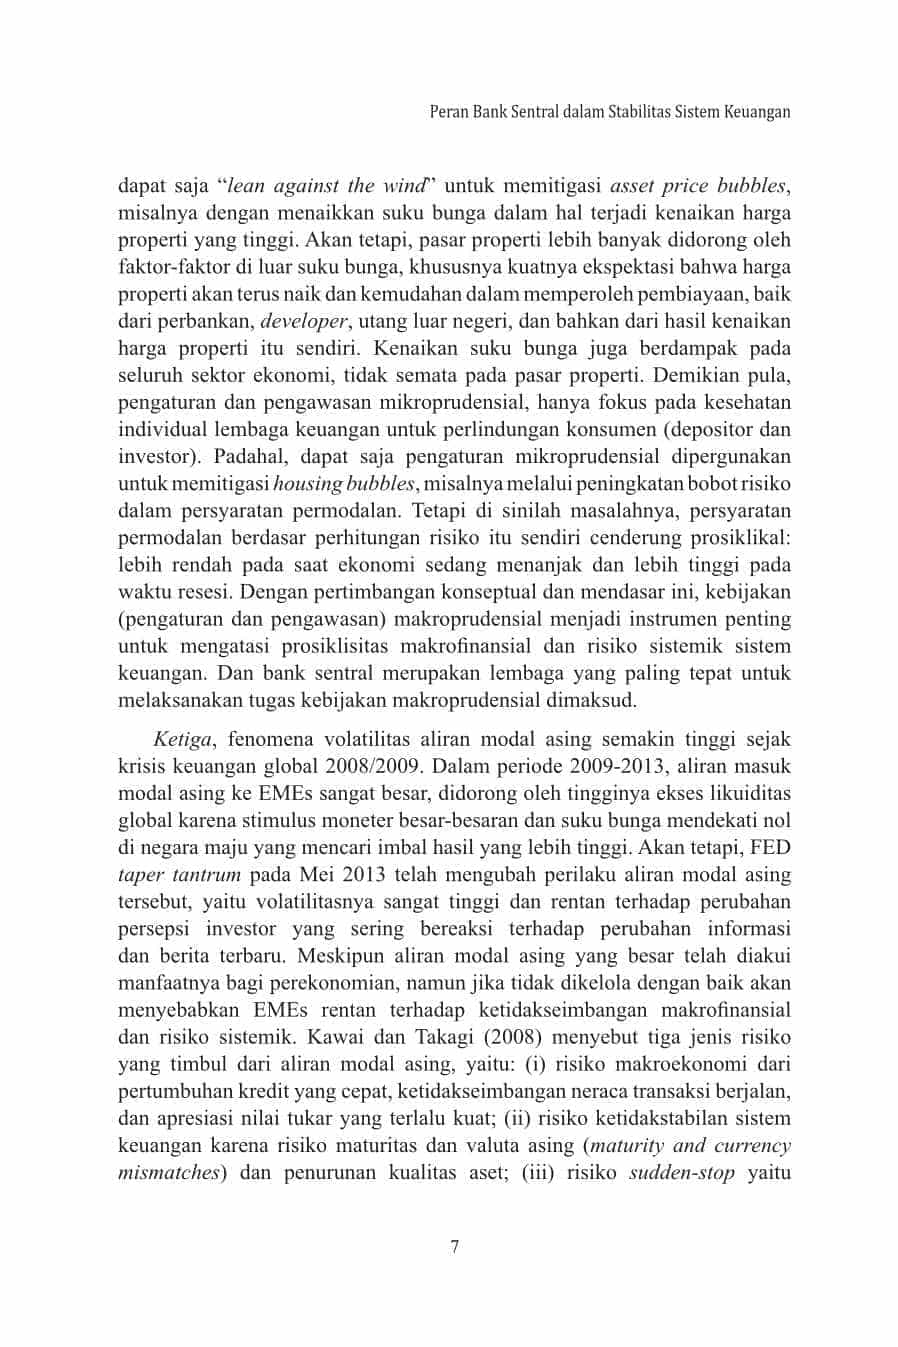 Peran Bank Sentral dalam Stabilitas Sistem Keuangan
dapat saja “lean against the wind” untuk memitigasi asset price bubbles,
misalnya dengan menaikkan suku bunga dalam hal terjadi kenaikan harga
properti yang tinggi. Akan tetapi, pasar properti lebih banyak didorong oleh
faktor-faktor di luar suku bunga, khususnya kuatnya ekspektasi bahwa harga
properti akan terus naik dan kemudahan dalam memperoleh pembiayaan, baik
dari perbankan, developer, utang luar negeri, dan bahkan dari hasil kenaikan
harga properti itu sendiri. Kenaikan suku bunga juga berdampak pada
seluruh sektor ekonomi, tidak semata pada pasar properti. Demikian pula,
pengaturan dan pengawasan mikroprudensial, hanya fokus pada kesehatan
individual lembaga keuangan untuk perlindungan konsumen (depositor dan
investor). Padahal, dapat saja pengaturan mikroprudensial dipergunakan
untuk memitigasi housing bubbles, misalnya melalui peningkatan bobot risiko
dalam persyaratan permodalan. Tetapi di sinilah masalahnya, persyaratan
permodalan berdasar perhitungan risiko itu sendiri cenderung prosiklikal:
lebih rendah pada saat ekonomi sedang menanjak dan lebih tinggi pada
waktu resesi. Dengan pertimbangan konseptual dan mendasar ini, kebijakan
(pengaturan dan pengawasan) makroprudensial menjadi instrumen penting
untuk mengatasi prosiklisitas makrofinansial dan risiko sistemik sistem
keuangan. Dan bank sentral merupakan lembaga yang paling tepat untuk
melaksanakan tugas kebijakan makroprudensial dimaksud.
Ketiga, fenomena volatilitas aliran modal asing semakin tinggi sejak
krisis keuangan global 2008/2009. Dalam periode 2009-2013, aliran masuk
modal asing ke EMEs sangat besar, didorong oleh tingginya ekses likuiditas
global karena stimulus moneter besar-besaran dan suku bunga mendekati nol
di negara maju yang mencari imbal hasil yang lebih tinggi. Akan tetapi, FED
taper tantrum pada Mei 2013 telah mengubah perilaku aliran modal asing
tersebut, yaitu volatilitasnya sangat tinggi dan rentan terhadap perubahan
persepsi investor yang sering bereaksi terhadap perubahan informasi
dan berita terbaru. Meskipun aliran modal asing yang besar telah diakui
manfaatnya bagi perekonomian, namun jika tidak dikelola dengan baik akan
menyebabkan EMEs rentan terhadap ketidakseimbangan makrofinansial
dan risiko sistemik. Kawai dan Takagi (2008) menyebut tiga jenis risiko
yang timbul dari aliran modal asing, yaitu: (i) risiko makroekonomi dari
pertumbuhan kredit yang cepat, ketidakseimbangan neraca transaksi berjalan,
dan apresiasi nilai tukar yang terlalu kuat; (ii) risiko ketidakstabilan sistem
keuangan karena risiko maturitas dan valuta asing (maturity and currency
mismatches) dan penurunan kualitas aset; (iii) risiko sudden-stop yaitu
7